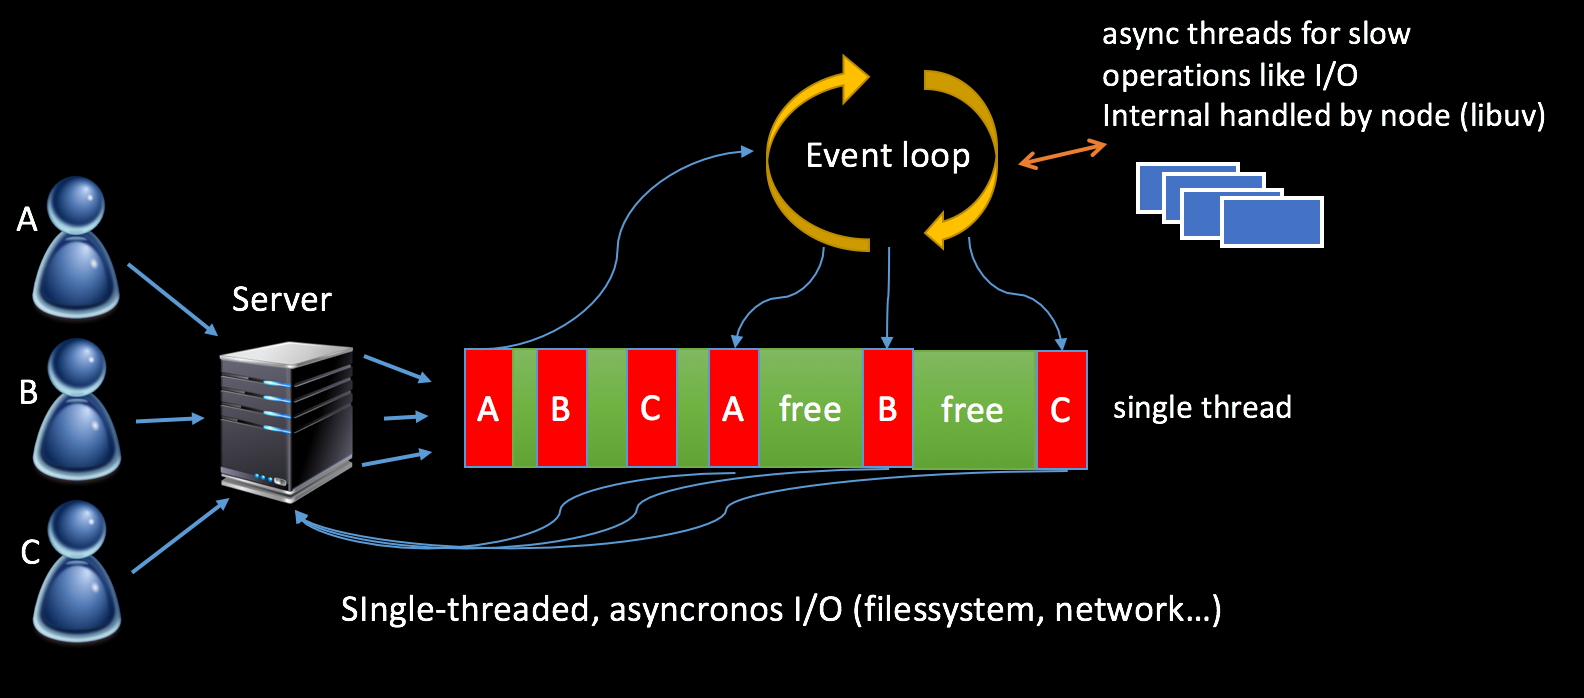 async threads for slow
operations like I/O
Internal handled by node (libuv)
Event loop
A
Server
B
A
B
C
A
free
B
free
C
single thread
C
SIngle-threaded, asyncronos I/O (filessystem, network...)